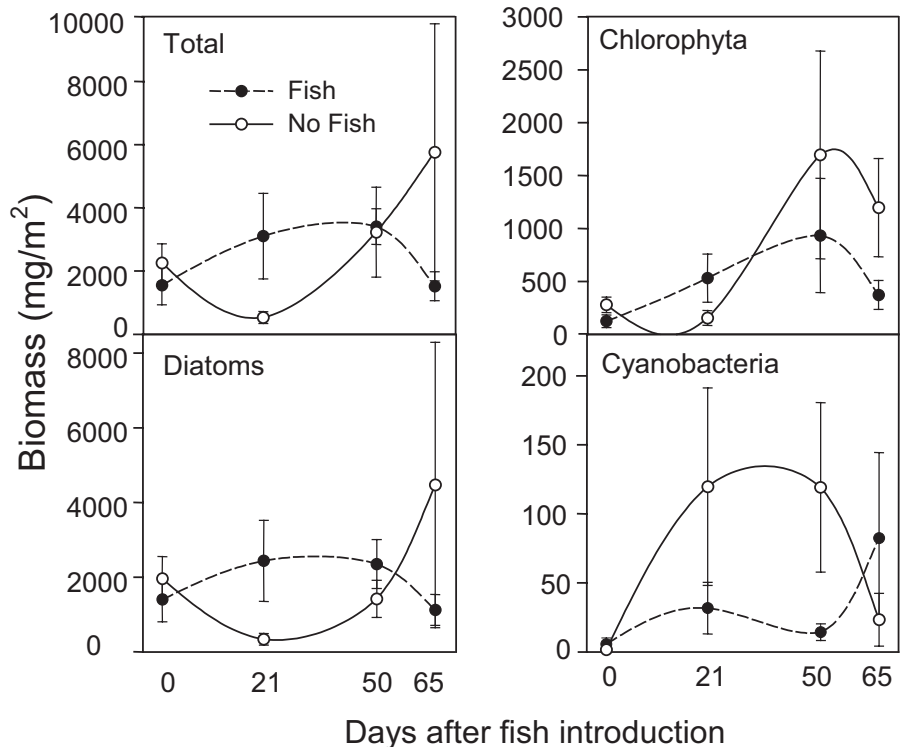 Total
Fish
No Fish
10000
8000
6000
4000
2000
0
Chlorophyta
3000
2500
2000
1500
1000
500
0
Biomass (mg/m²)
Diatoms
8000
6000
4000
2000
0
0 21 50 65
Cyanobacteria
200
150
100
50
0
0 21 50 65
Days after fish introduction